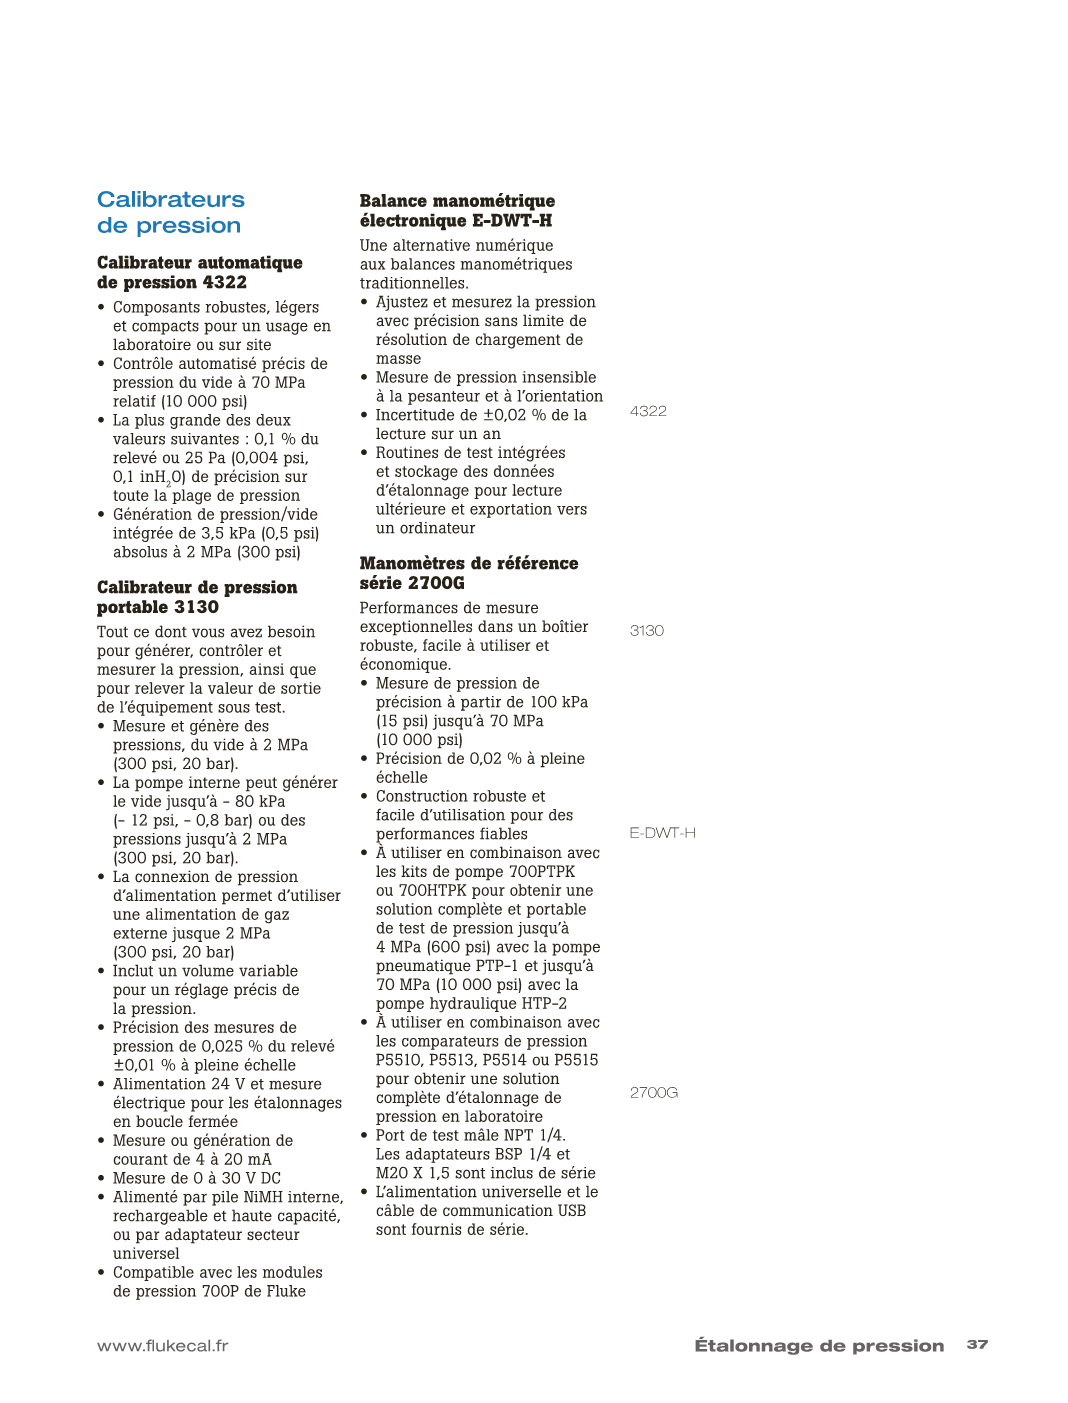 Calibrateurs
de pression
Calibrateur automatique
de pression 4322
• Composants robustes, légers
et compacts pour un usage en
laboratoire ou sur site
• Contrôle automatisé précis de
pression du vide à 70 MPa
relatif (10 000 psi)
• La plus grande des deux
valeurs suivantes : 0,1 % du
relevé ou 25 Pa (0,004 psi,
0,1 inH₂0) de précision sur
toute la plage de pression
• Génération de pression/vide
intégrée de 3,5 kPa (0,5 psi)
absolus à 2 MPa (300 psi)
Calibrateur de pression
portable 3130
Tout ce dont vous avez besoin
pour générer, contrôler et
mesurer la pression, ainsi que
pour relever la valeur de sortie
de l’équipement sous test.
• Mesure et génère des
pressions, du vide à 2 MPa
(300 psi, 20 bar).
• La pompe interne peut générer
le vide jusqu’à – 80 kPa
(– 12 psi, – 0,8 bar) ou des
pressions jusqu’à 2 MPa
(300 psi, 20 bar).
• La connexion de pression
d’alimentation permet d’utiliser
une alimentation de gaz
externe jusque 2 MPa
(300 psi, 20 bar)
• Inclut un volume variable
pour un réglage précis de
la pression.
• Précision des mesures de
pression de 0,025 % du relevé
±0,01 % à pleine échelle
• Alimentation 24 V et mesure
électrique pour les étalonnages
en boucle fermée
• Mesure ou génération de
courant de 4 à 20 mA
• Mesure de 0 à 30 V DC
• Alimenté par pile NiMH interne,
rechargeable et haute capacité,
ou par adaptateur secteur
universel
• Compatible avec les modules
de pression 700P de Fluke
Balance manométrique
électronique E-DWT-H
Une alternative numérique
aux balances manométriques
traditionnelles.
• Ajustez et mesurez la pression
avec précision sans limite de
résolution de chargement de
masse
• Mesure de pression insensible
à la pesanteur et à l’orientation
• Incertitude de ±0,02 % de la
lecture sur un an
• Routines de test intégrées
et stockage des données
d’étalonnage pour lecture
ultérieure et exportation vers
un ordinateur
Manomètres de référence
série 2700G
Performances de mesure
exceptionnelles dans un boîtier
robuste, facile à utiliser et
économique.
• Mesure de pression de
précision à partir de 100 kPa
(15 psi) jusqu’à 70 MPa
(10 000 psi)
• Précision de 0,02 % à pleine
échelle
• Construction robuste et
facile d’utilisation pour des
performances fiables
• À utiliser en combinaison avec
les kits de pompe 700PTPK
ou 700HTPK pour obtenir une
solution complète et portable
de test de pression jusqu’à
4 MPa (600 psi) avec la pompe
pneumatique PTP-1 et jusqu’à
70 MPa (10 000 psi) avec la
pompe hydraulique HTP-2
• À utiliser en combinaison avec
les comparateurs de pression
P5510, P5513, P5514 ou P5515
pour obtenir une solution
complète d’étalonnage de
pression en laboratoire
• Port de test mâle NPT 1/4.
Les adaptateurs BSP 1/4 et
M20 X 1,5 sont inclus de série
• L’alimentation universelle et le
câble de communication USB
sont fournis de série.
4322
3130
E-DWT-H
2700G
www.flukecal.fr
Étalonnage de pression 37